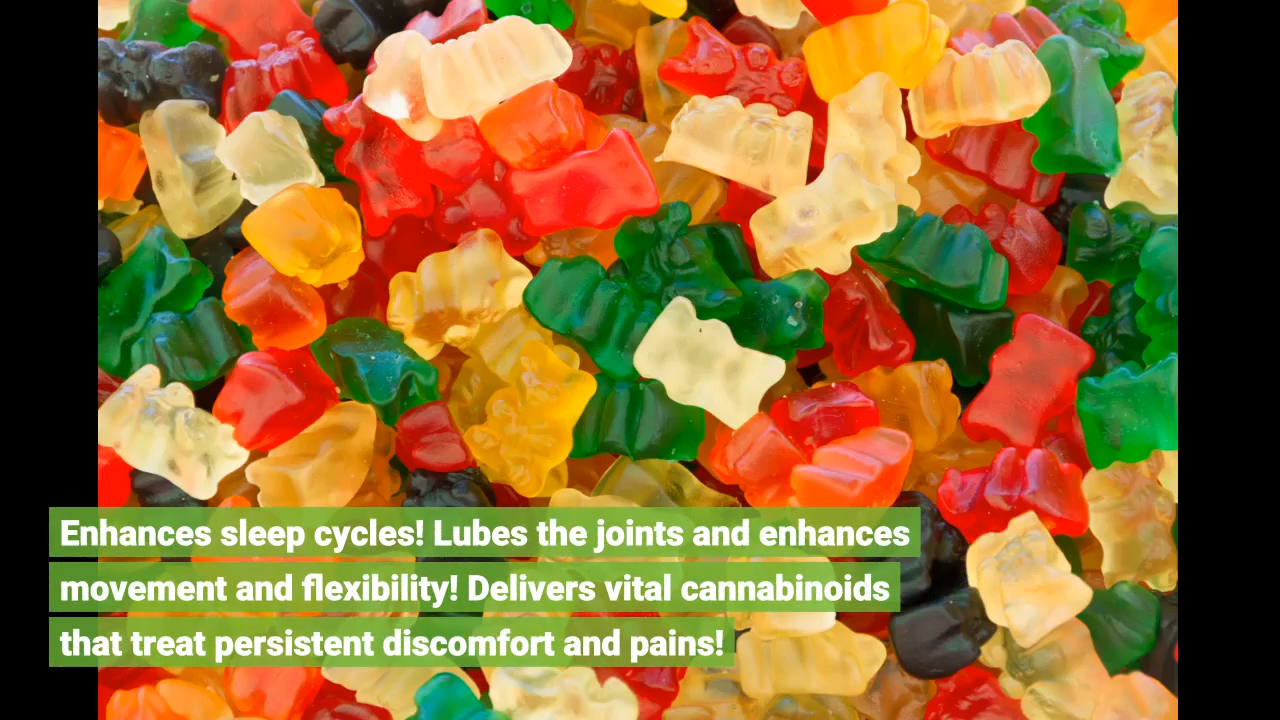 Enhances sleep cycles! Lubes the joints and enhances
movement and flexibility! Delivers vital cannabinoids
that treat persistent discomfort and pains!